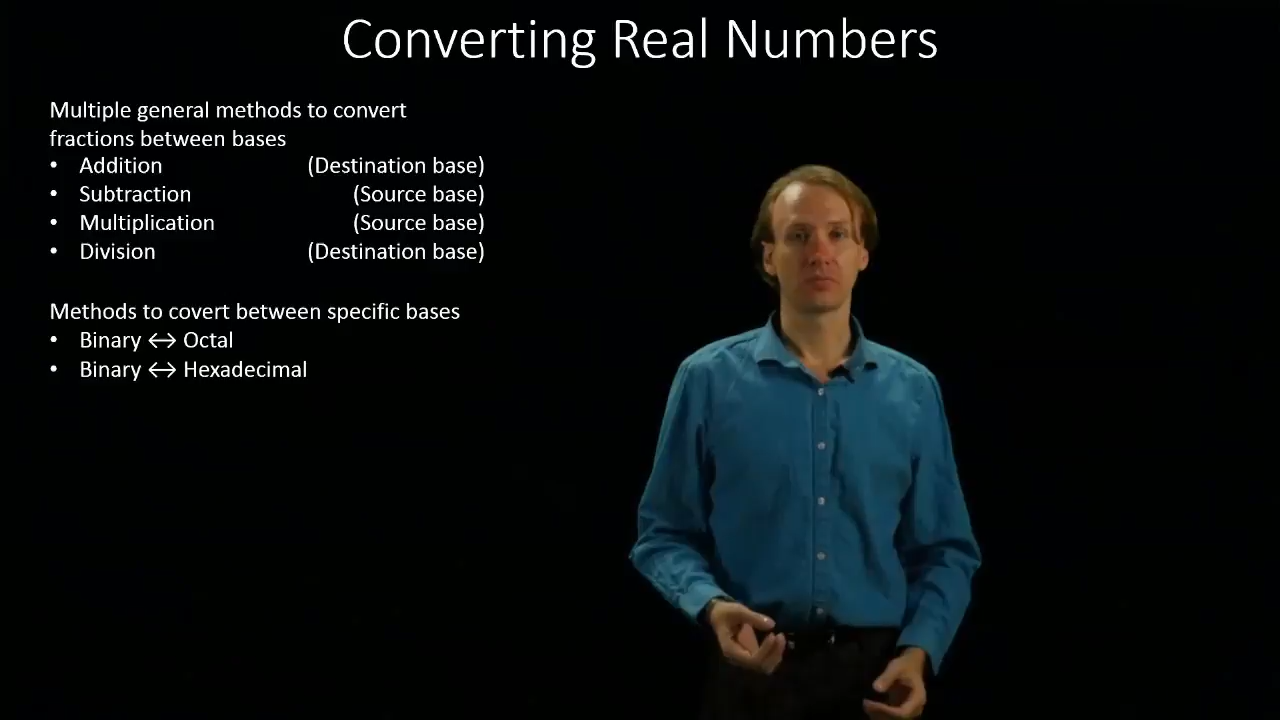 Converting Real Numbers
Multiple general methods to convert
fractions between bases
• Addition (Destination base)
• Subtraction (Source base)
• Multiplication (Source base)
• Division (Destination base)
Methods to covert between specific bases
• Binary ↔ Octal
• Binary ↔ Hexadecimal